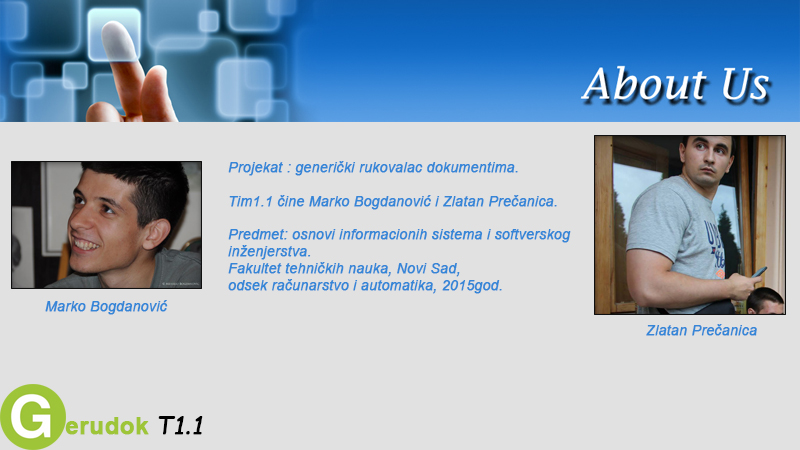 About Us
Projekat : generički rukovalac dokumentima.
Tim1.1 čine Marko Bogdanović i Zlatan Prečanica.
Predmet: osnovi informacionih sistema i softverskog
inženjerstva.
Fakultet tehničkih nauka, Novi Sad,
odsek računarstvo i automatika, 2015god.
Marko Bogdanović
Zlatan Prečanica
Gerudok T1.1